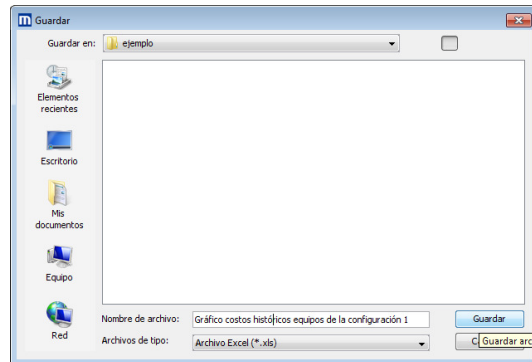 m Guardar
Guardar en: ejemplo
Elementos
recientes
Escritorio
Mis
documentos
Equipo
Red
Nombre de archivo: Gráfico costos históricos equipos de la configuración 1 Guardar
Archivos de tipo: Archivo Excel (*.xls) C Guardar